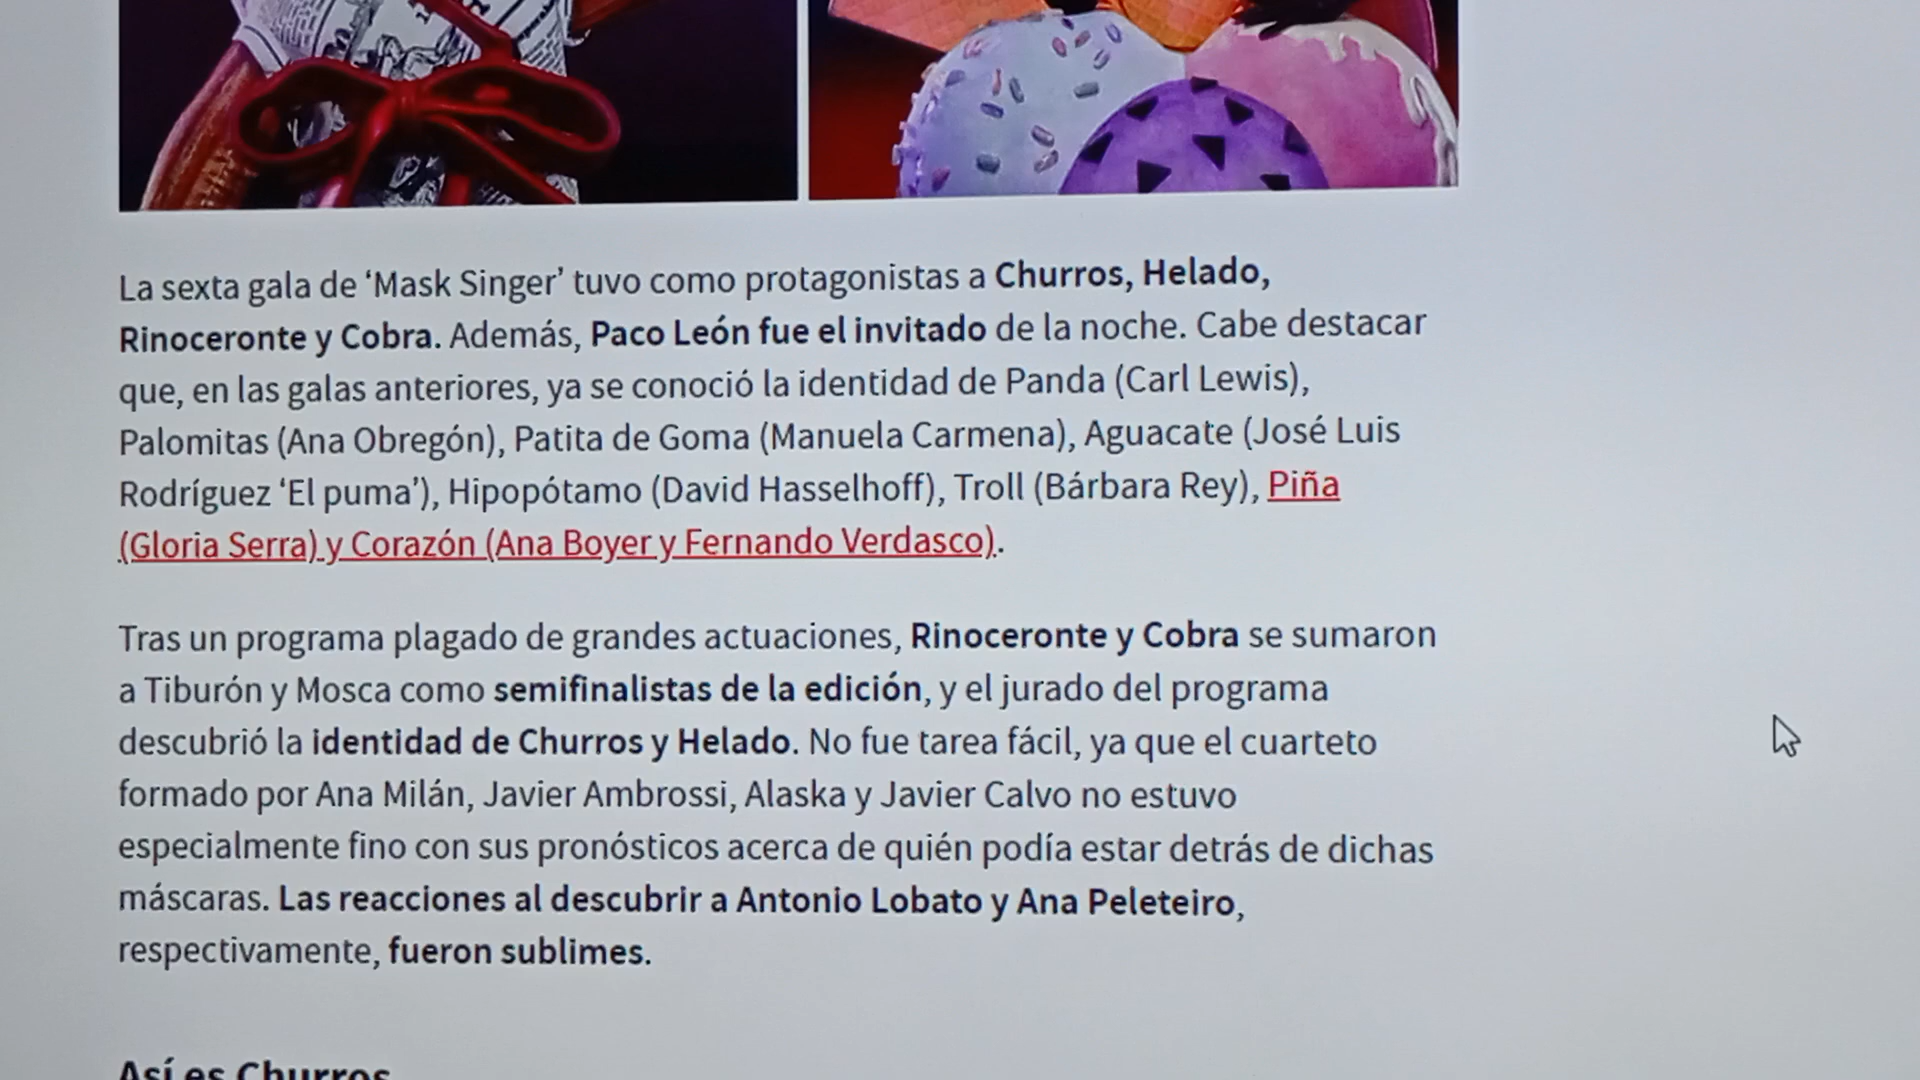 La sexta gala de ‘Mask Singer’ tuvo como protagonistas a Churros, Helado,
Rinoceronte y Cobra. Además, Paco León fue el invitado de la noche. Cabe destacar
que, en las galas anteriores, ya se conoció la identidad de Panda (Carl Lewis),
Palomitas (Ana Obregón), Patita de Goma (Manuela Carmena), Aguacate (José Luis
Rodríguez ‘El puma’), Hipopótamo (David Hasselhoff), Troll (Bárbara Rey), Piña
(Gloria Serra) y Corazón (Ana Boyer y Fernando Verdasco).
Tras un programa plagado de grandes actuaciones, Rinoceronte y Cobra se sumaron
a Tiburón y Mosca como semifinalistas de la edición, y el jurado del programa
descubrió la identidad de Churros y Helado. No fue tarea fácil, ya que el cuarteto
formado por Ana Milán, Javier Ambrossi, Alaska y Javier Calvo no estuvo
especialmente fino con sus pronósticos acerca de quién podía estar detrás de dichas
máscaras. Las reacciones al descubrir a Antonio Lobato y Ana Peleteiro,
respectivamente, fueron sublimes.
Así es Churros